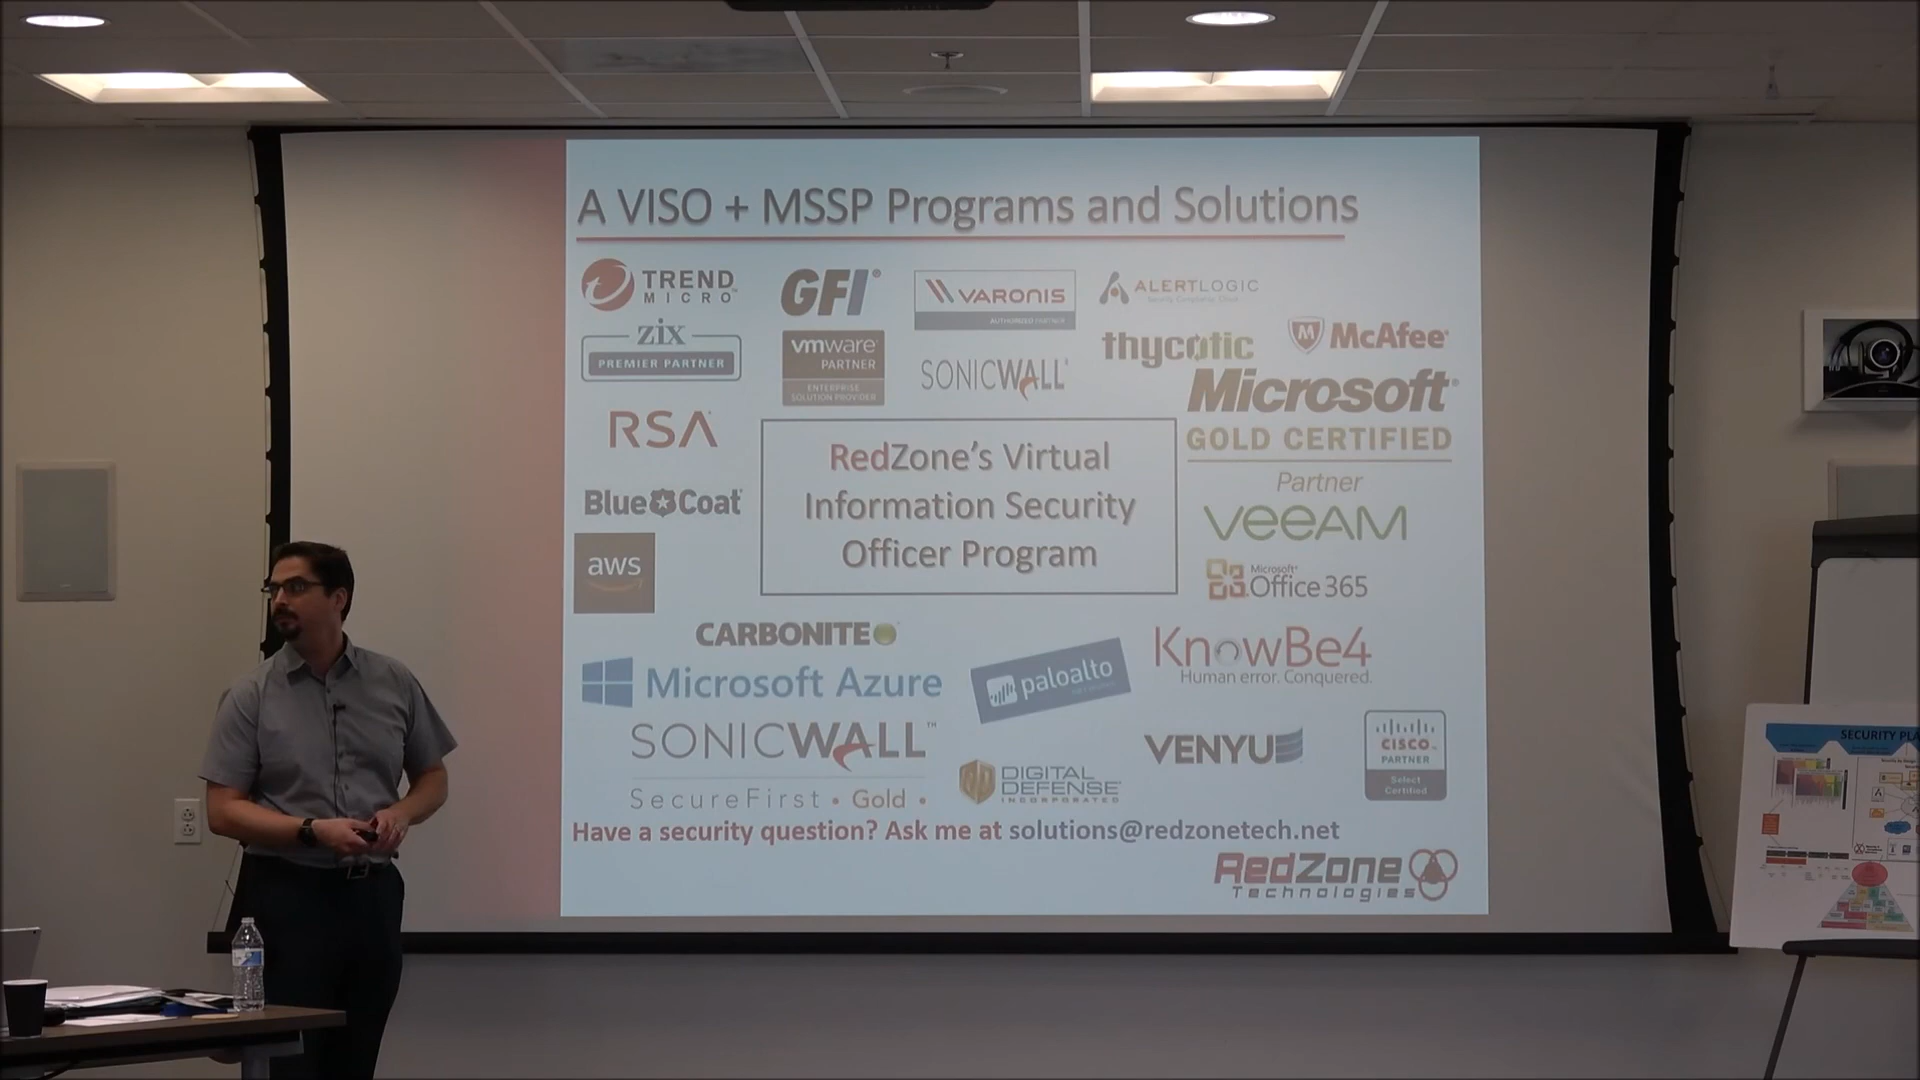 A VISO + MSSP Programs and Solutions
TREND MICRO
GFI®
VARONIS
AUTHORIZED PARTNER
ALERTLOGIC
zix
PREMIER PARTNER
vmware®
PARTNER
ENTERPRISE
SOLUTION PROVIDER
SONICWALL
thycotic
McAfee
Microsoft®
GOLD CERTIFIED
Partner
RSA
RedZone's Virtual
Information Security
Officer Program
Blue Coat
veeAM
aws
Microsoft®
Office 365
CARBONITE
Microsoft Azure
paloalto
KnowBe4
Human error. Conquered.
SONICWALL™
SecureFirst • Gold •
DIGITAL
DEFENSE
INCORPORATED
VENYU
CISCO
PARTNER
Select
Certified
Have a security question? Ask me at solutions@redzonetech.net
RedZone
Technologies
SECURITY PLA